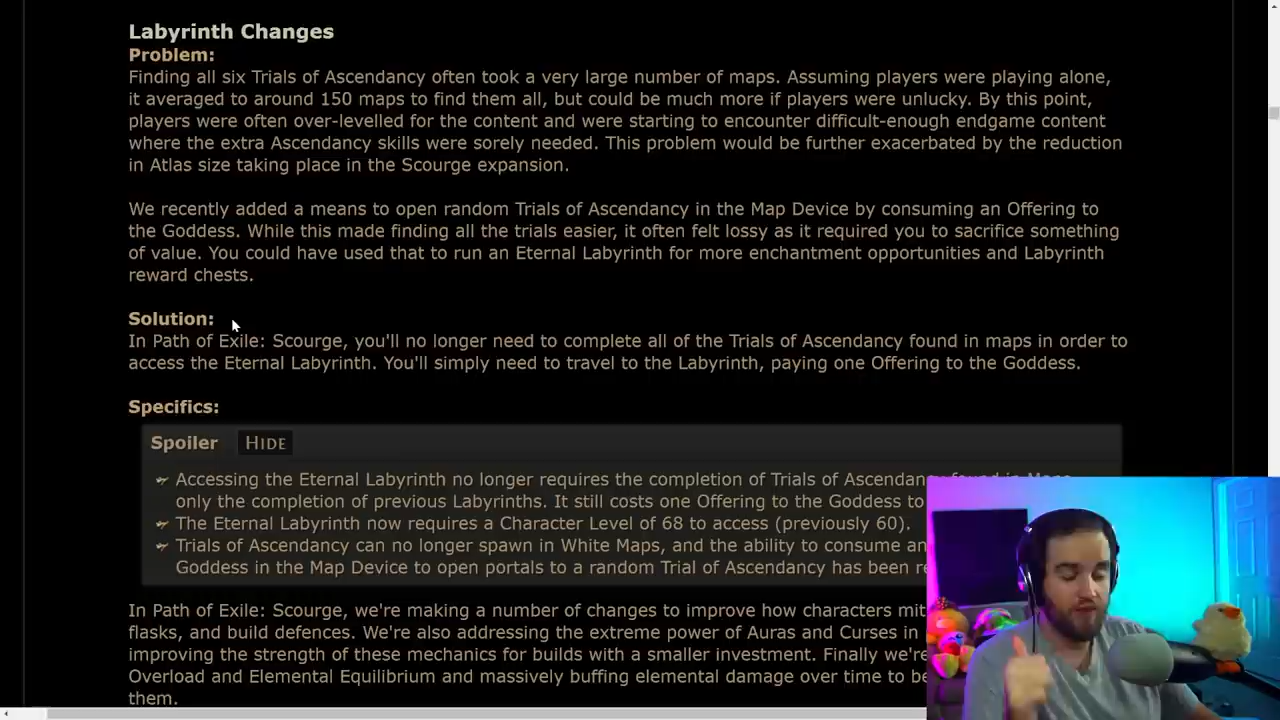 Labyrinth Changes
Problem:
Finding all six Trials of Ascendancy often took a very large number of maps. Assuming players were playing alone,
it averaged to around 150 maps to find them all, but could be much more if players were unlucky. By this point,
players were often over-levelled for the content and were starting to encounter difficult-enough endgame content
where the extra Ascendancy skills were sorely needed. This problem would be further exacerbated by the reduction
in Atlas size taking place in the Scourge expansion.
We recently added a means to open random Trials of Ascendancy in the Map Device by consuming an Offering to
the Goddess. While this made finding all the trials easier, it often felt lossy as it required you to sacrifice something
of value. You could have used that to run an Eternal Labyrinth for more enchantment opportunities and Labyrinth
reward chests.
Solution:
In Path of Exile: Scourge, you'll no longer need to complete all of the Trials of Ascendancy found in maps in order to
access the Eternal Labyrinth. You'll simply need to travel to the Labyrinth, paying one Offering to the Goddess.
Specifics:
Spoiler HIDE
Accessing the Eternal Labyrinth no longer requires the completion of Trials of Ascendancy found in Maps,
only the completion of previous Labyrinths. It still costs one Offering to the Goddess to
The Eternal Labyrinth now requires a Character Level of 68 to access (previously 60).
Trials of Ascendancy can no longer spawn in White Maps, and the ability to consume an
Goddess in the Map Device to open portals to a random Trial of Ascendancy has been re
In Path of Exile: Scourge, we're making a number of changes to improve how characters mit
flasks, and build defences. We're also addressing the extreme power of Auras and Curses in
improving the strength of these mechanics for builds with a smaller investment. Finally we're
Overload and Elemental Equilibrium and massively buffing elemental damage over time to be
them.